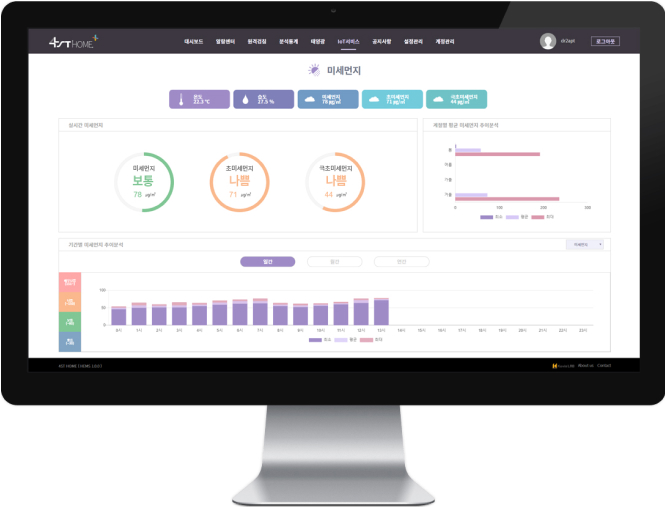 4ST HOME
대시보드 알람센터 원격검침 분석통계 태양광 IoT서비스 공지사항 설정관리 계정관리
dr2apt 로그아웃
미세먼지
온도 습도 미세먼지 초미세먼지 극초미세먼지
23.3 ℃ 27.5 % 78 ㎍/㎥ 71 ㎍/㎥ 44 ㎍/㎥
실시간 미세먼지
미세먼지 초미세먼지 극초미세먼지
보통 나쁨 나쁨
78 ㎍/㎥ 71 ㎍/㎥ 44 ㎍/㎥
계절별 평균 미세먼지 추이분석
봄
여름
가을
겨울
0 100 200 300
최소 평균 최대
기간별 미세먼지 추이분석
미세먼지
일간 월간 연간
100
50
0
0시 1시 2시 3시 4시 5시 6시 7시 8시 9시 10시 11시 12시 13시 14시 15시 16시 17시 18시 19시 20시 21시 22시 23시
최소 평균 최대
About us Contact